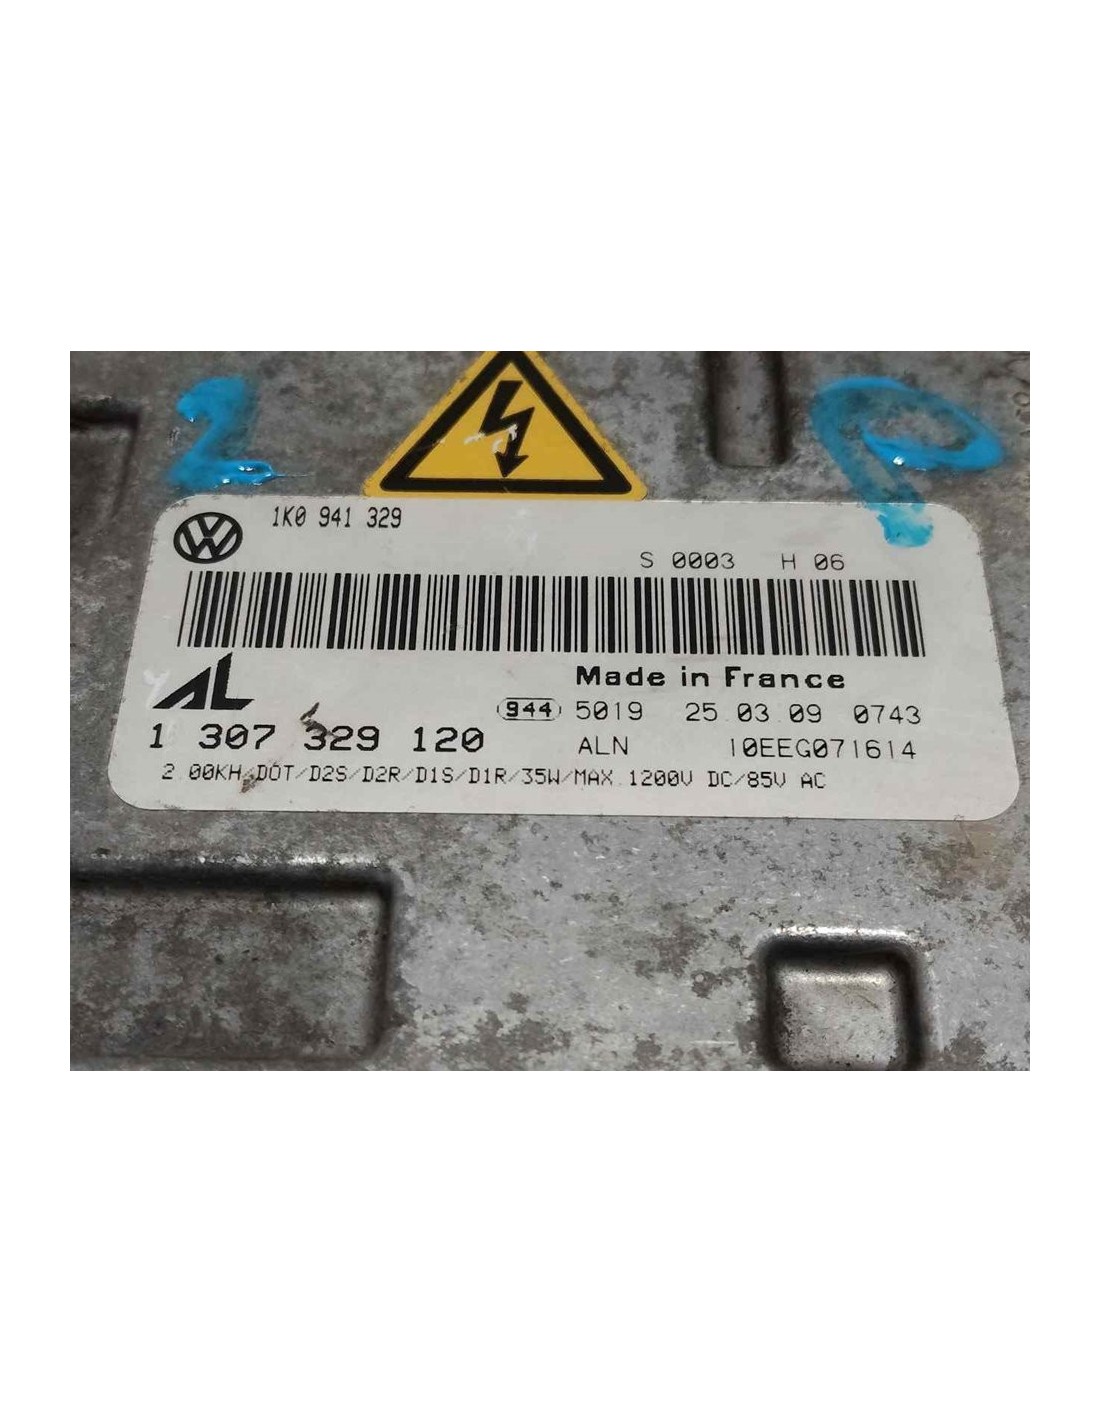 2
P
1K0 941 329
S 0003 H 06
AL
Made in France
944 5019 25 03 09 0743
1 307 329 120
ALN 10EEG071614
2 00KH DOT/D2S/D2R/D1S/D1R/35W/MAX 1200V DC/85V AC